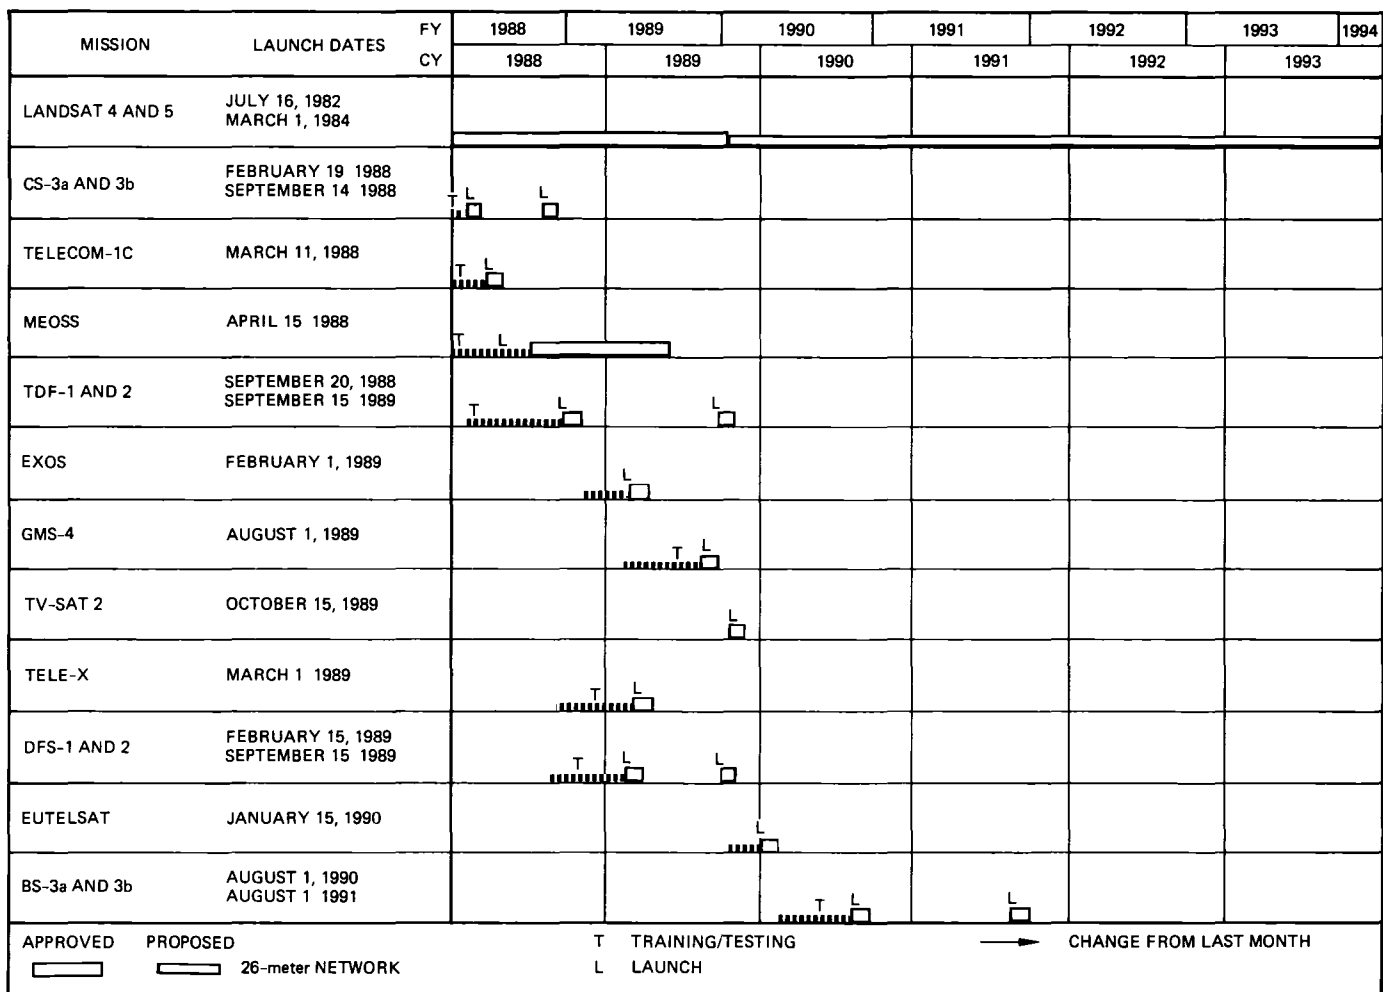 MISSION LAUNCH DATES FY 1988 1989 1990 1991 1992 1993 1994
CY 1988 1989 1990 1991 1992 1993
LANDSAT 4 AND 5 JULY 16, 1982
MARCH 1, 1984
CS-3a AND 3b FEBRUARY 19 1988
SEPTEMBER 14 1988
T L L
TELECOM-1C MARCH 11, 1988
T L
MEOSS APRIL 15 1988
T L
TDF-1 AND 2 SEPTEMBER 20, 1988
SEPTEMBER 15 1989
T L L
EXOS FEBRUARY 1, 1989
L
GMS-4 AUGUST 1, 1989
T L
TV-SAT 2 OCTOBER 15, 1989
L
TELE-X MARCH 1 1989
T L
DFS-1 AND 2 FEBRUARY 15, 1989
SEPTEMBER 15 1989
T L L
EUTELSAT JANUARY 15, 1990
L
BS-3a AND 3b AUGUST 1, 1990
AUGUST 1 1991
T L L
APPROVED PROPOSED T TRAINING/TESTING CHANGE FROM LAST MONTH
26-meter NETWORK L LAUNCH